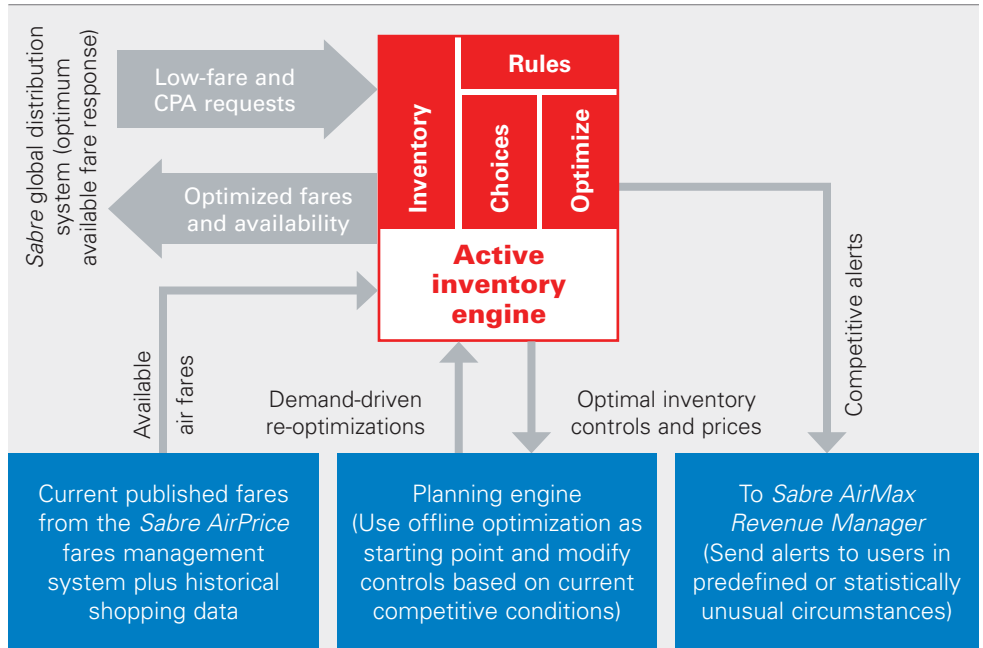 Sabre global distribution
system (optimum
available fare response)
Low-fare and
CPA requests
Optimized fares
and availability
Inventory
Rules
Choices
Optimize
Active
inventory
engine
Available
air fares
Demand-driven
re-optimizations
Optimal inventory
controls and prices
Competitive alerts
Current published fares
from the Sabre AirPrice
fares management
system plus historical
shopping data
Planning engine
(Use offline optimization as
starting point and modify
controls based on current
competitive conditions)
To Sabre AirMax
Revenue Manager
(Send alerts to users in
predefined or statistically
unusual circumstances)